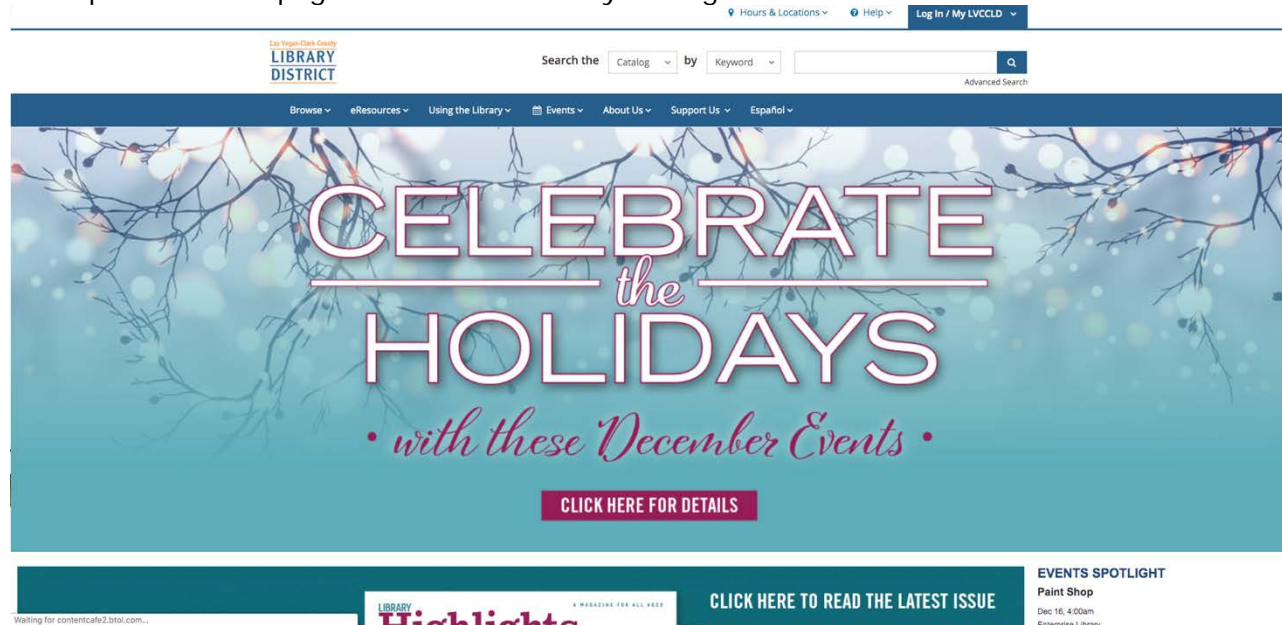 Hours & Locations Help Log In / My LVCCLD
Las Vegas-Clark County
LIBRARY
DISTRICT
Search the Catalog by Keyword
Advanced Search
Browse eResources Using the Library Events About Us Support Us Español
CELEBRATE
the
HOLIDAYS
• with these December Events •
CLICK HERE FOR DETAILS
EVENTS SPOTLIGHT
Paint Shop
Dec 16, 4:00am
Enterprise Library
LIBRARY
Highlights
A MAGAZINE FOR ALL AGES
CLICK HERE TO READ THE LATEST ISSUE
Waiting for contentcafe2.btol.com...